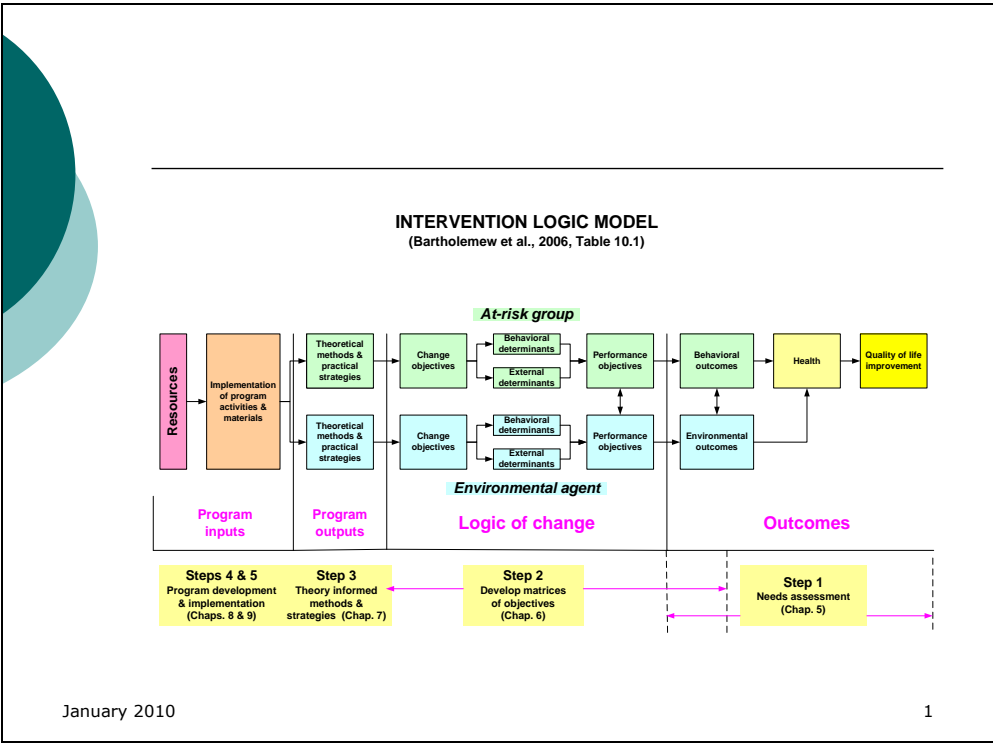 INTERVENTION LOGIC MODEL
(Bartholemew et al., 2006, Table 10.1)
At-risk group
Resources
Implementation
of program
activities &
materials
Theoretical
methods &
practical
strategies
Change
objectives
Behavioral
determinants
External
determinants
Performance
objectives
Behavioral
outcomes
Health
Quality of life
improvement
Theoretical
methods &
practical
strategies
Change
objectives
Behavioral
determinants
External
determinants
Performance
objectives
Environmental
outcomes
Environmental agent
Program
inputs
Program
outputs
Logic of change
Outcomes
Steps 4 & 5
Program development
& implementation
(Chaps. 8 & 9)
Step 3
Theory informed
methods &
strategies (Chap. 7)
Step 2
Develop matrices
of objectives
(Chap. 6)
Step 1
Needs assessment
(Chap. 5)
January 2010
1